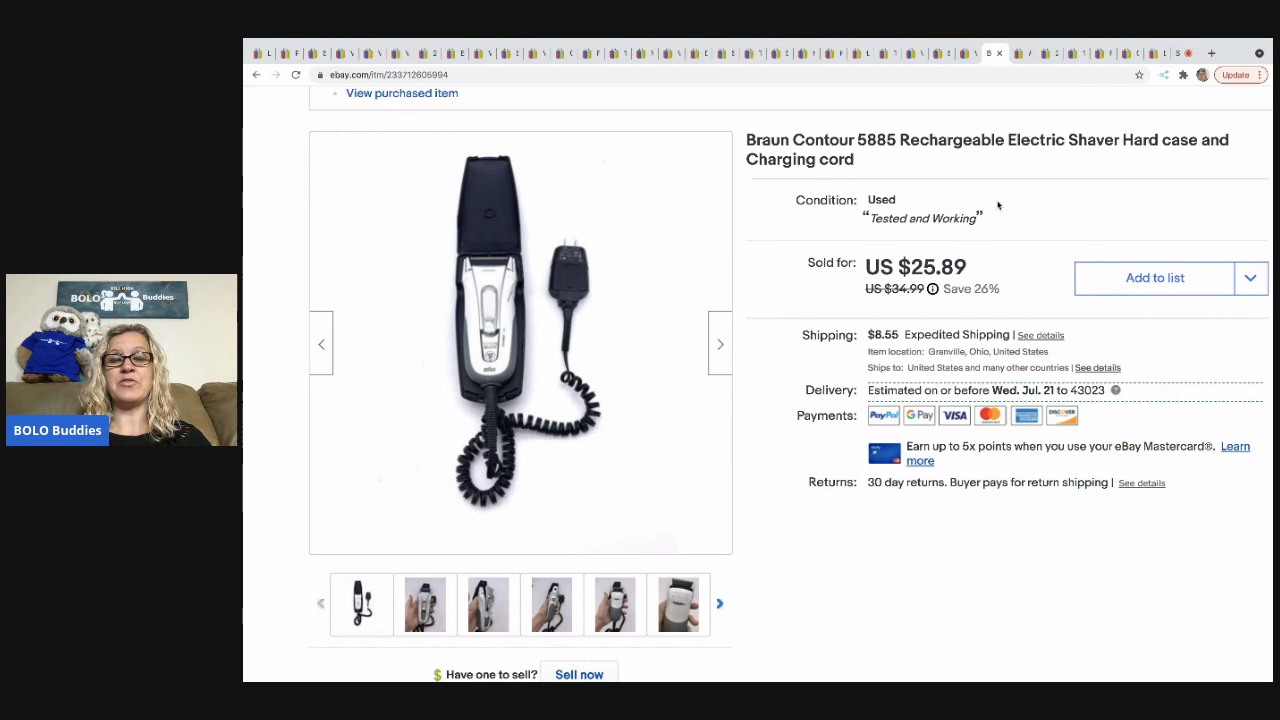 ebay.com/itm/233712605994
Update
View purchased item
Braun Contour 5885 Rechargeable Electric Shaver Hard case and
Charging cord
Condition: Used
“Tested and Working”
Sold for: US $25.89
US $34.99 Save 26%
Add to list
Shipping: $8.55 Expedited Shipping | See details
Item location: Granville, Ohio, United States
Ships to: United States and many other countries | See details
Delivery: Estimated on or before Wed. Jul. 21 to 43023
Payments: PayPal G Pay VISA
Earn up to 5x points when you use your eBay Mastercard®. Learn
more
Returns: 30 day returns. Buyer pays for return shipping | See details
Have one to sell? Sell now
BOLO Buddies
BOLO Buddies